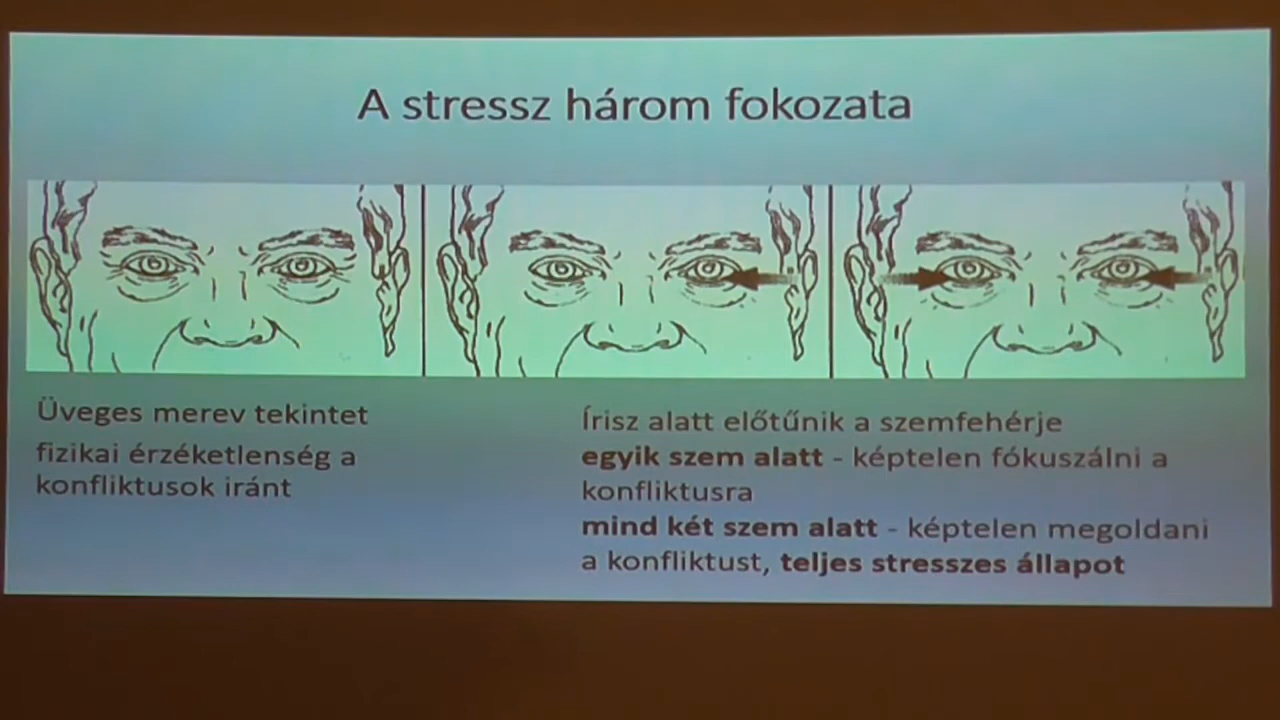 A stressz három fokozata
Üveges merev tekintet
fizikai érzéketlenség a
konfliktusok iránt
Írisz alatt előtűnik a szemfehérje
egyik szem alatt - képtelen fókuszálni a
konfliktusra
mind két szem alatt - képtelen megoldani
a konfliktust, teljes stresszes állapot